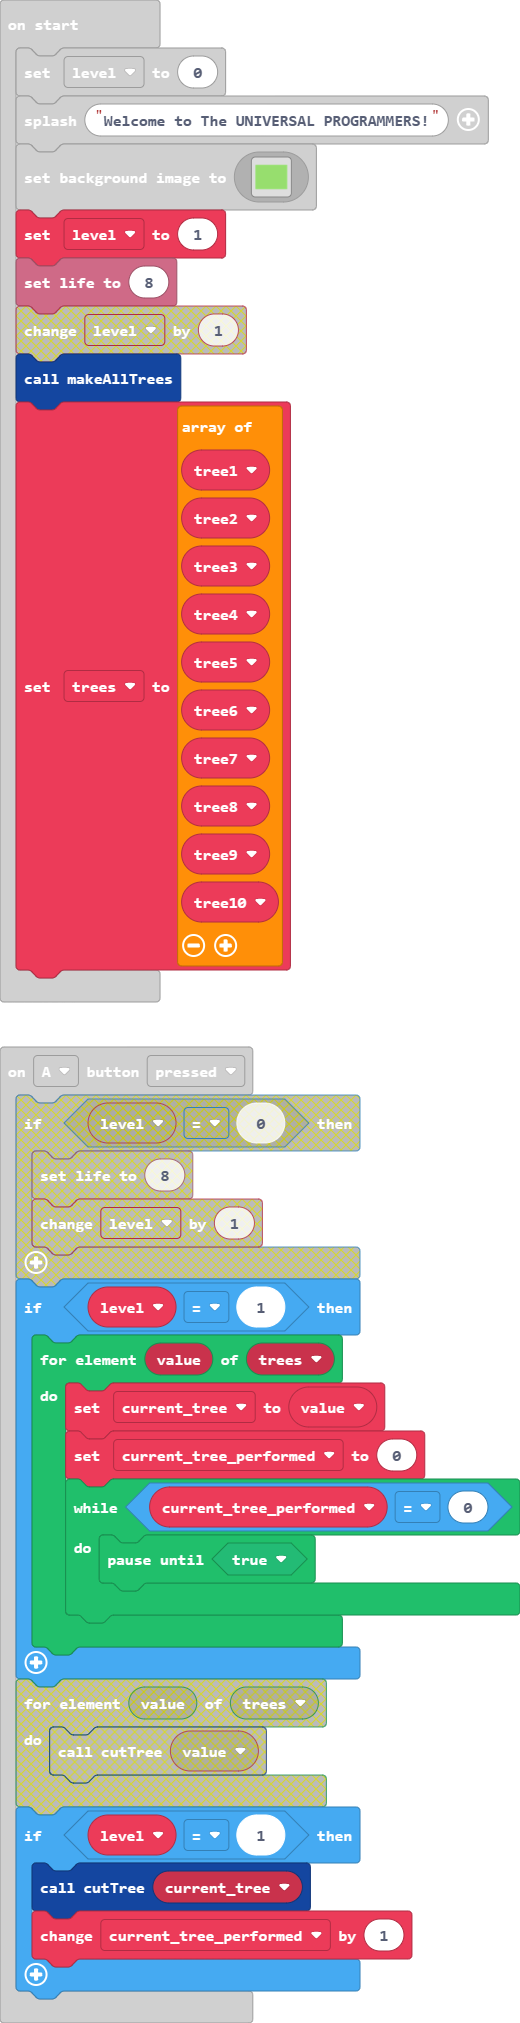 on start
set level to 0
splash "Welcome to The UNIVERSAL PROGRAMMERS!"
set background image to
set level to 1
set life to 8
change level by 1
call makeAllTrees
array of
tree1
tree2
tree3
tree4
tree5
set trees to
tree6
tree7
tree8
tree9
tree10
on A button pressed
if level = 0 then
set life to 8
change level by 1
if level = 1 then
for element value of trees
do
set current_tree to value
set current_tree_performed to 0
while current_tree_performed = 0
do
pause until true
for element value of trees
do
call cutTree value
if level = 1 then
call cutTree current_tree
change current_tree_performed by 1